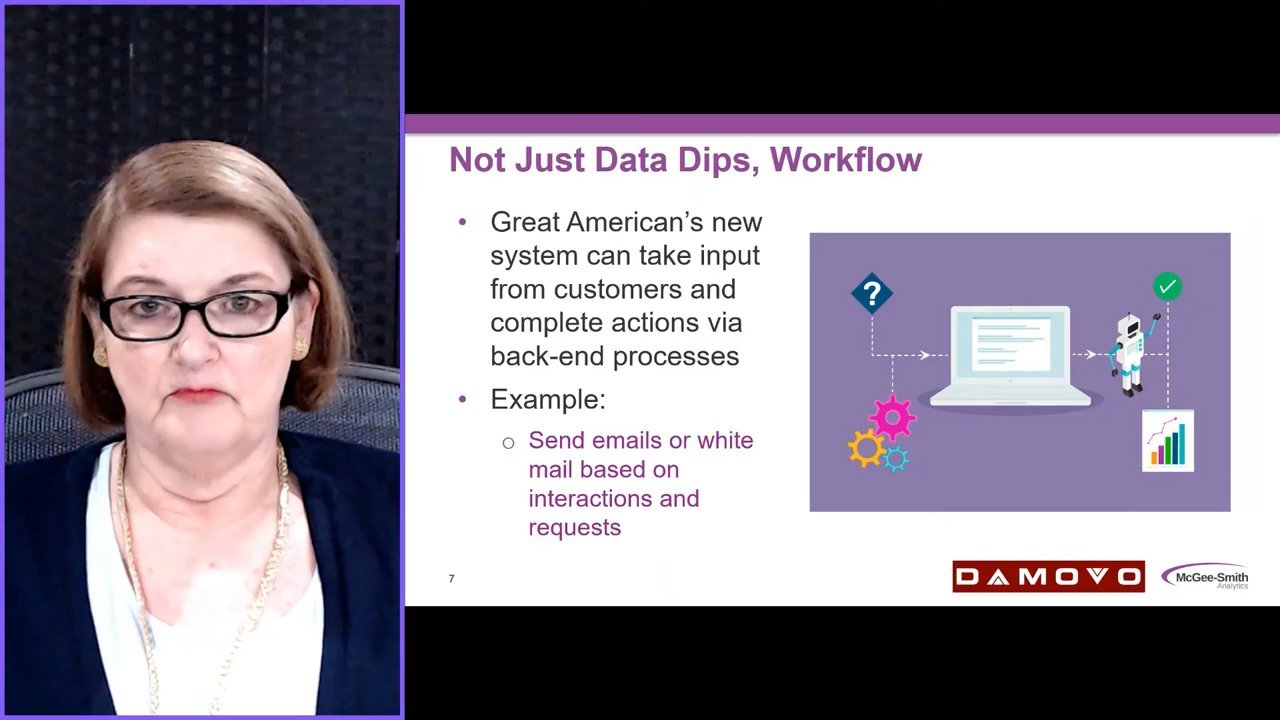 Not Just Data Dips, Workflow
• Great American’s new
system can take input
from customers and
complete actions via
back-end processes
• Example:
o Send emails or white
mail based on
interactions and
requests
?
7
DAMOVO
McGee-Smith
Analytics